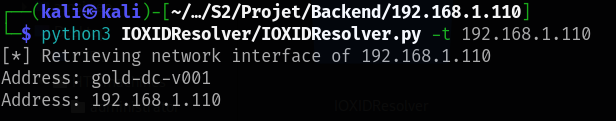 ┌──(kali㉿kali)-[~/…/S2/Projet/Backend/192.168.1.110]
└─$ python3 IOXIDResolver/IOXIDResolver.py -t 192.168.1.110
[*] Retrieving network interface of 192.168.1.110
Address: gold-dc-v001
Address: 192.168.1.110
IOXIDResolver